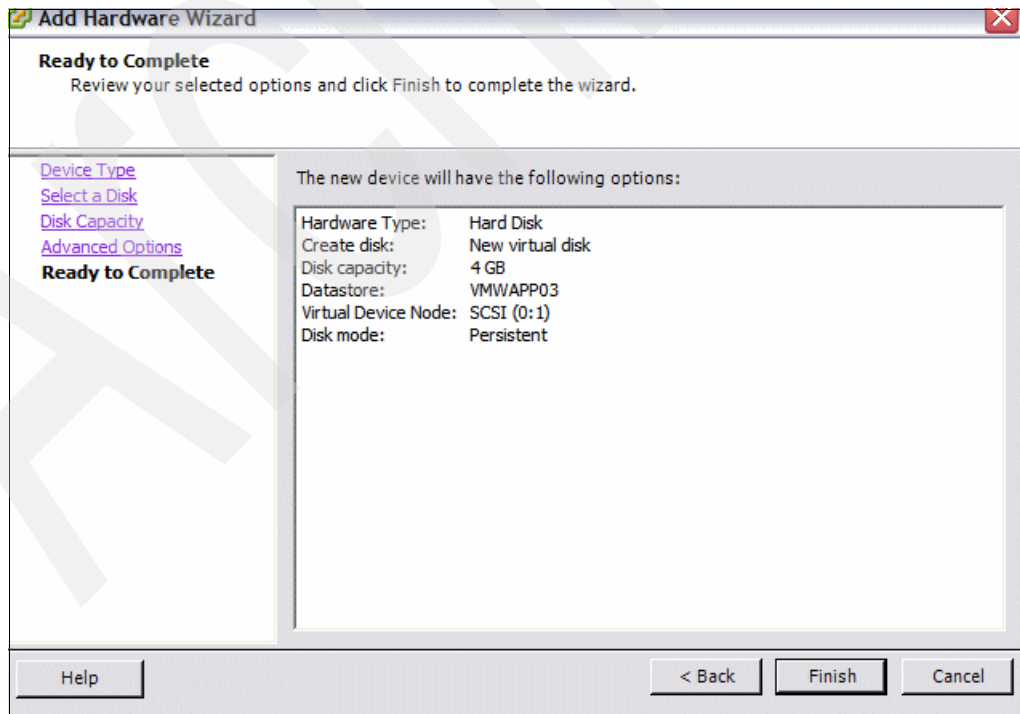 Add Hardware Wizard
Ready to Complete
Review your selected options and click Finish to complete the wizard.
Device Type
Select a Disk
Disk Capacity
Advanced Options
Ready to Complete
The new device will have the following options:
Hardware Type: Hard Disk
Create disk: New virtual disk
Disk capacity: 4 GB
Datastore: VMWAPP03
Virtual Device Node: SCSI (0:1)
Disk mode: Persistent
Help
< Back
Finish
Cancel